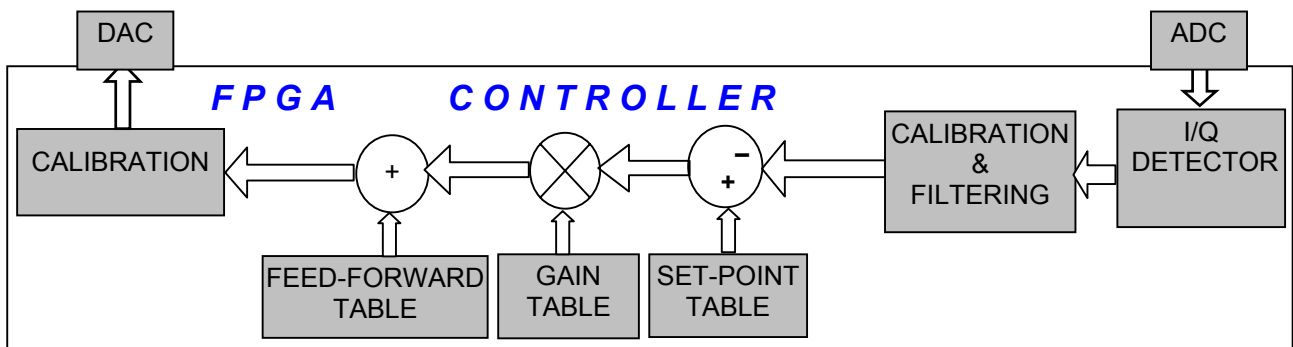 DAC
ADC
F P G A C O N T R O L L E R
CALIBRATION
+
−
+
CALIBRATION
&
FILTERING
I/Q
DETECTOR
FEED-FORWARD
TABLE
GAIN
TABLE
SET-POINT
TABLE